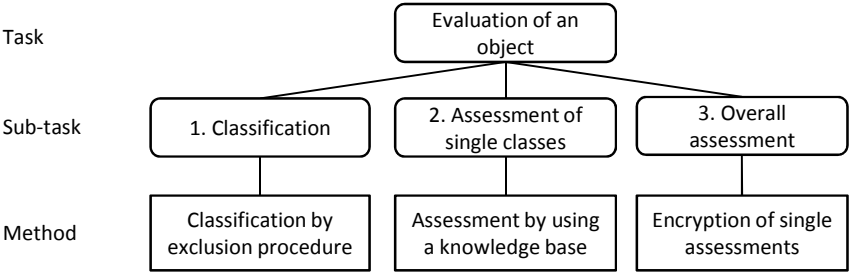 Task
Evaluation of an
object
Sub-task
1. Classification
2. Assessment of
single classes
3. Overall
assessment
Method
Classification by
exclusion procedure
Assessment by using
a knowledge base
Encryption of single
assessments